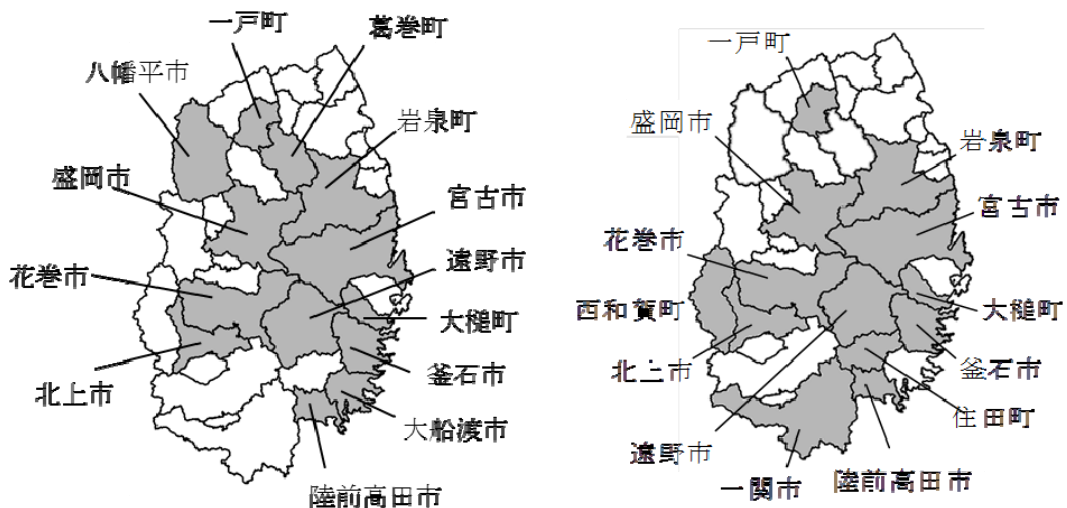 一戸町
葛巻町
八幡平市
岩泉町
盛岡市
宮古市
遠野市
花巻市
大槌町
北上市
釜石市
大船渡市
陸前高田市
一戸町
盛岡市
岩泉町
宮古市
花巻市
西和賀町
大槌町
北上市
釜石市
住田町
遠野市
一関市
陸前高田市